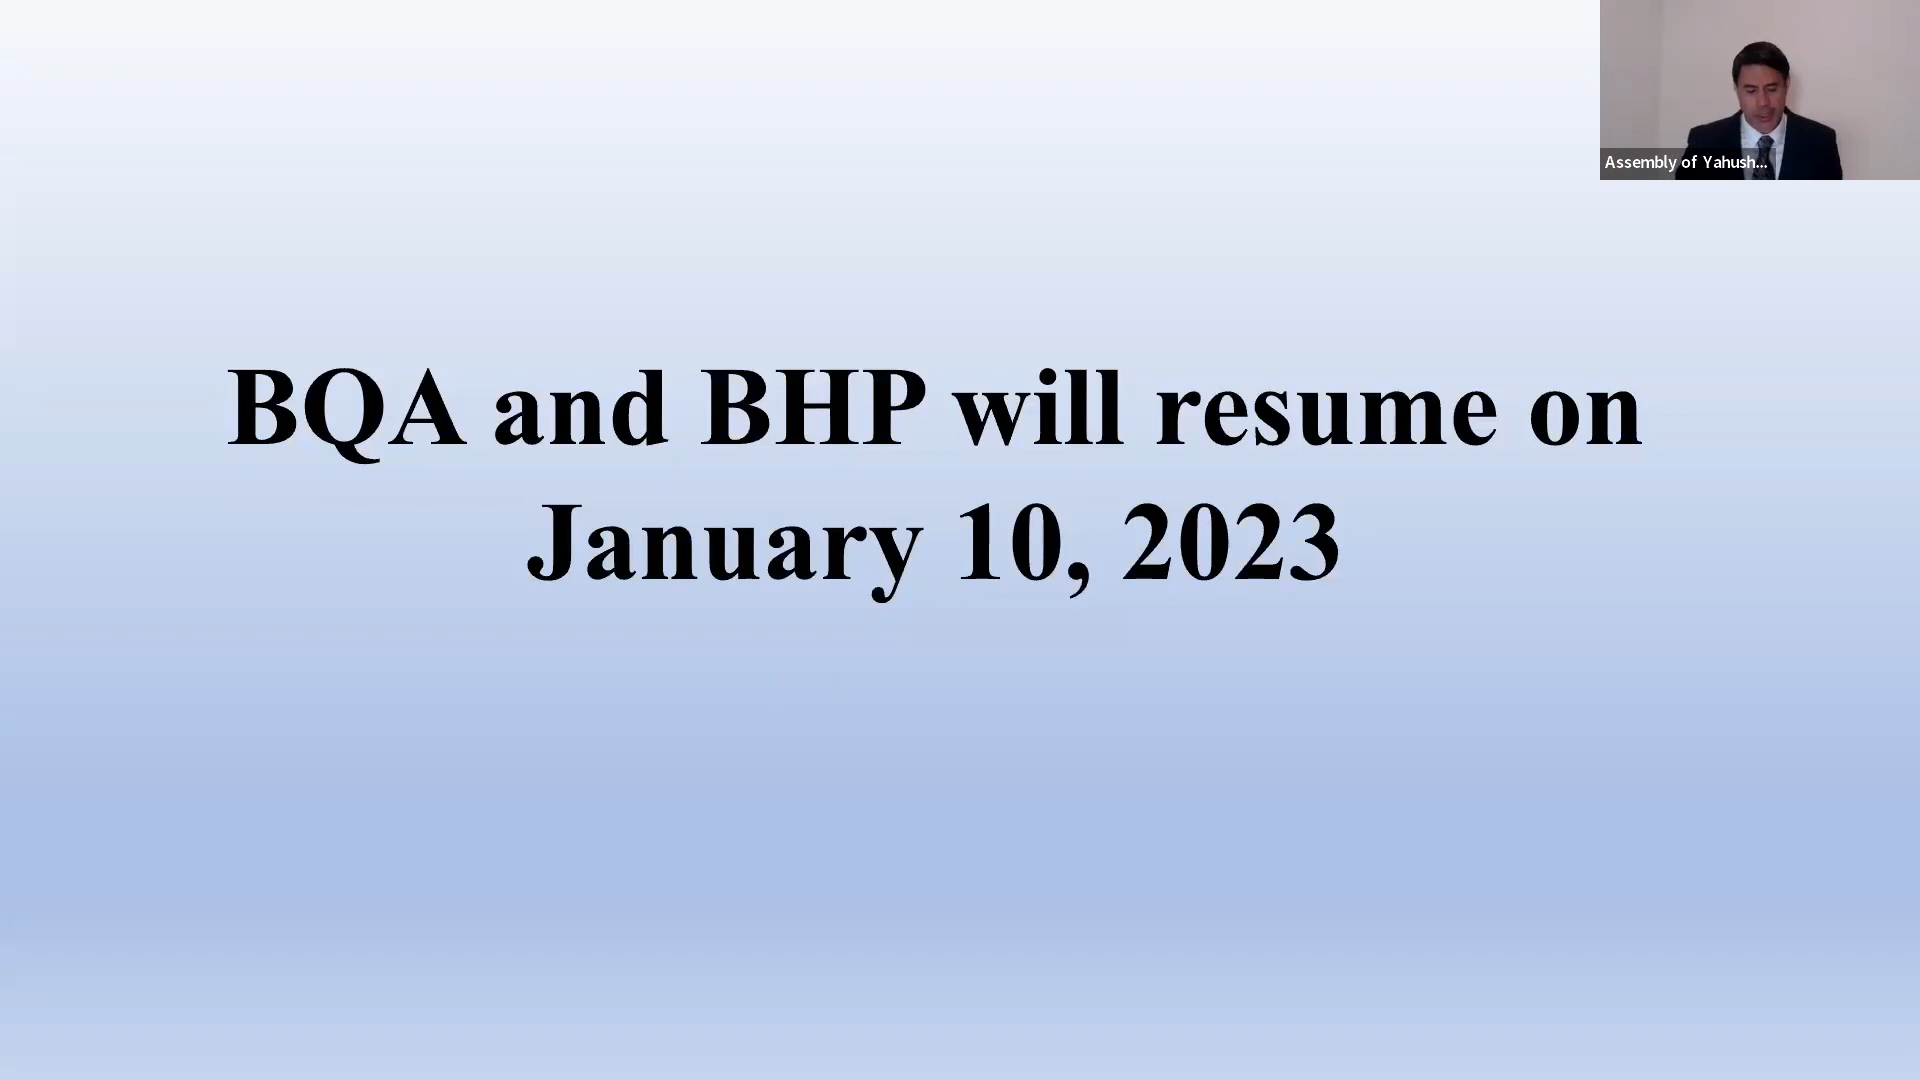 Assembly of Yahush...
BQA and BHP will resume on
January 10, 2023